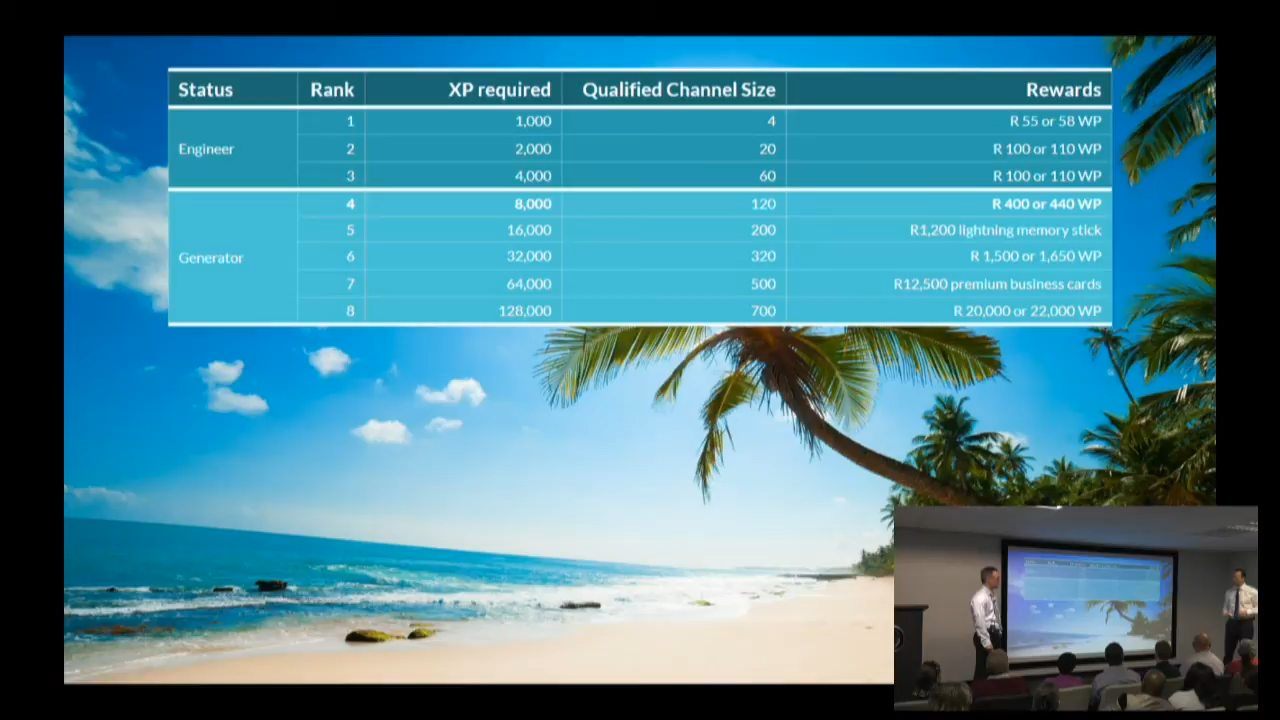 Status Rank XP required Qualified Channel Size Rewards
Engineer
1 1,000 4 R 55 or 58 WP
2 2,000 20 R 100 or 110 WP
3 4,000 60 R 100 or 110 WP
Generator
4 8,000 120 R 400 or 440 WP
5 16,000 200 R1,200 lightning memory stick
6 32,000 320 R 1,500 or 1,650 WP
7 64,000 500 R12,500 premium business cards
8 128,000 700 R 20,000 or 22,000 WP